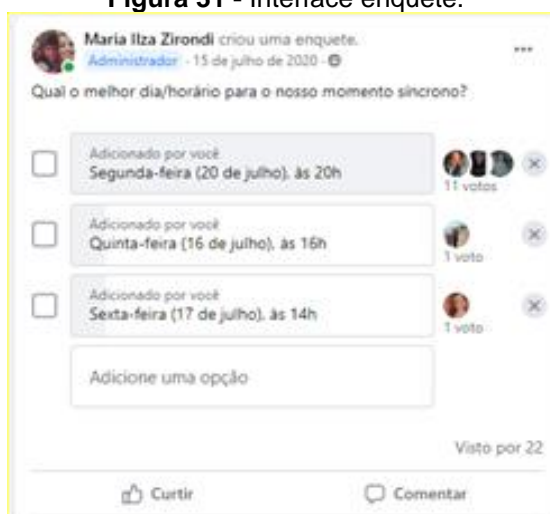 Figura 31 - Interface enquete.
Maria Ilza Zirondi criou uma enquete.
Administrador · 15 de julho de 2020 ·
Qual o melhor dia/horário para o nosso momento síncrono?
Adicionado por você
Segunda-feira (20 de julho), às 20h
11 votos
Adicionado por você
Quinta-feira (16 de julho), às 16h
1 voto
Adicionado por você
Sexta-feira (17 de julho), às 14h
1 voto
Adicione uma opção
Visto por 22
Curtir
Comentar